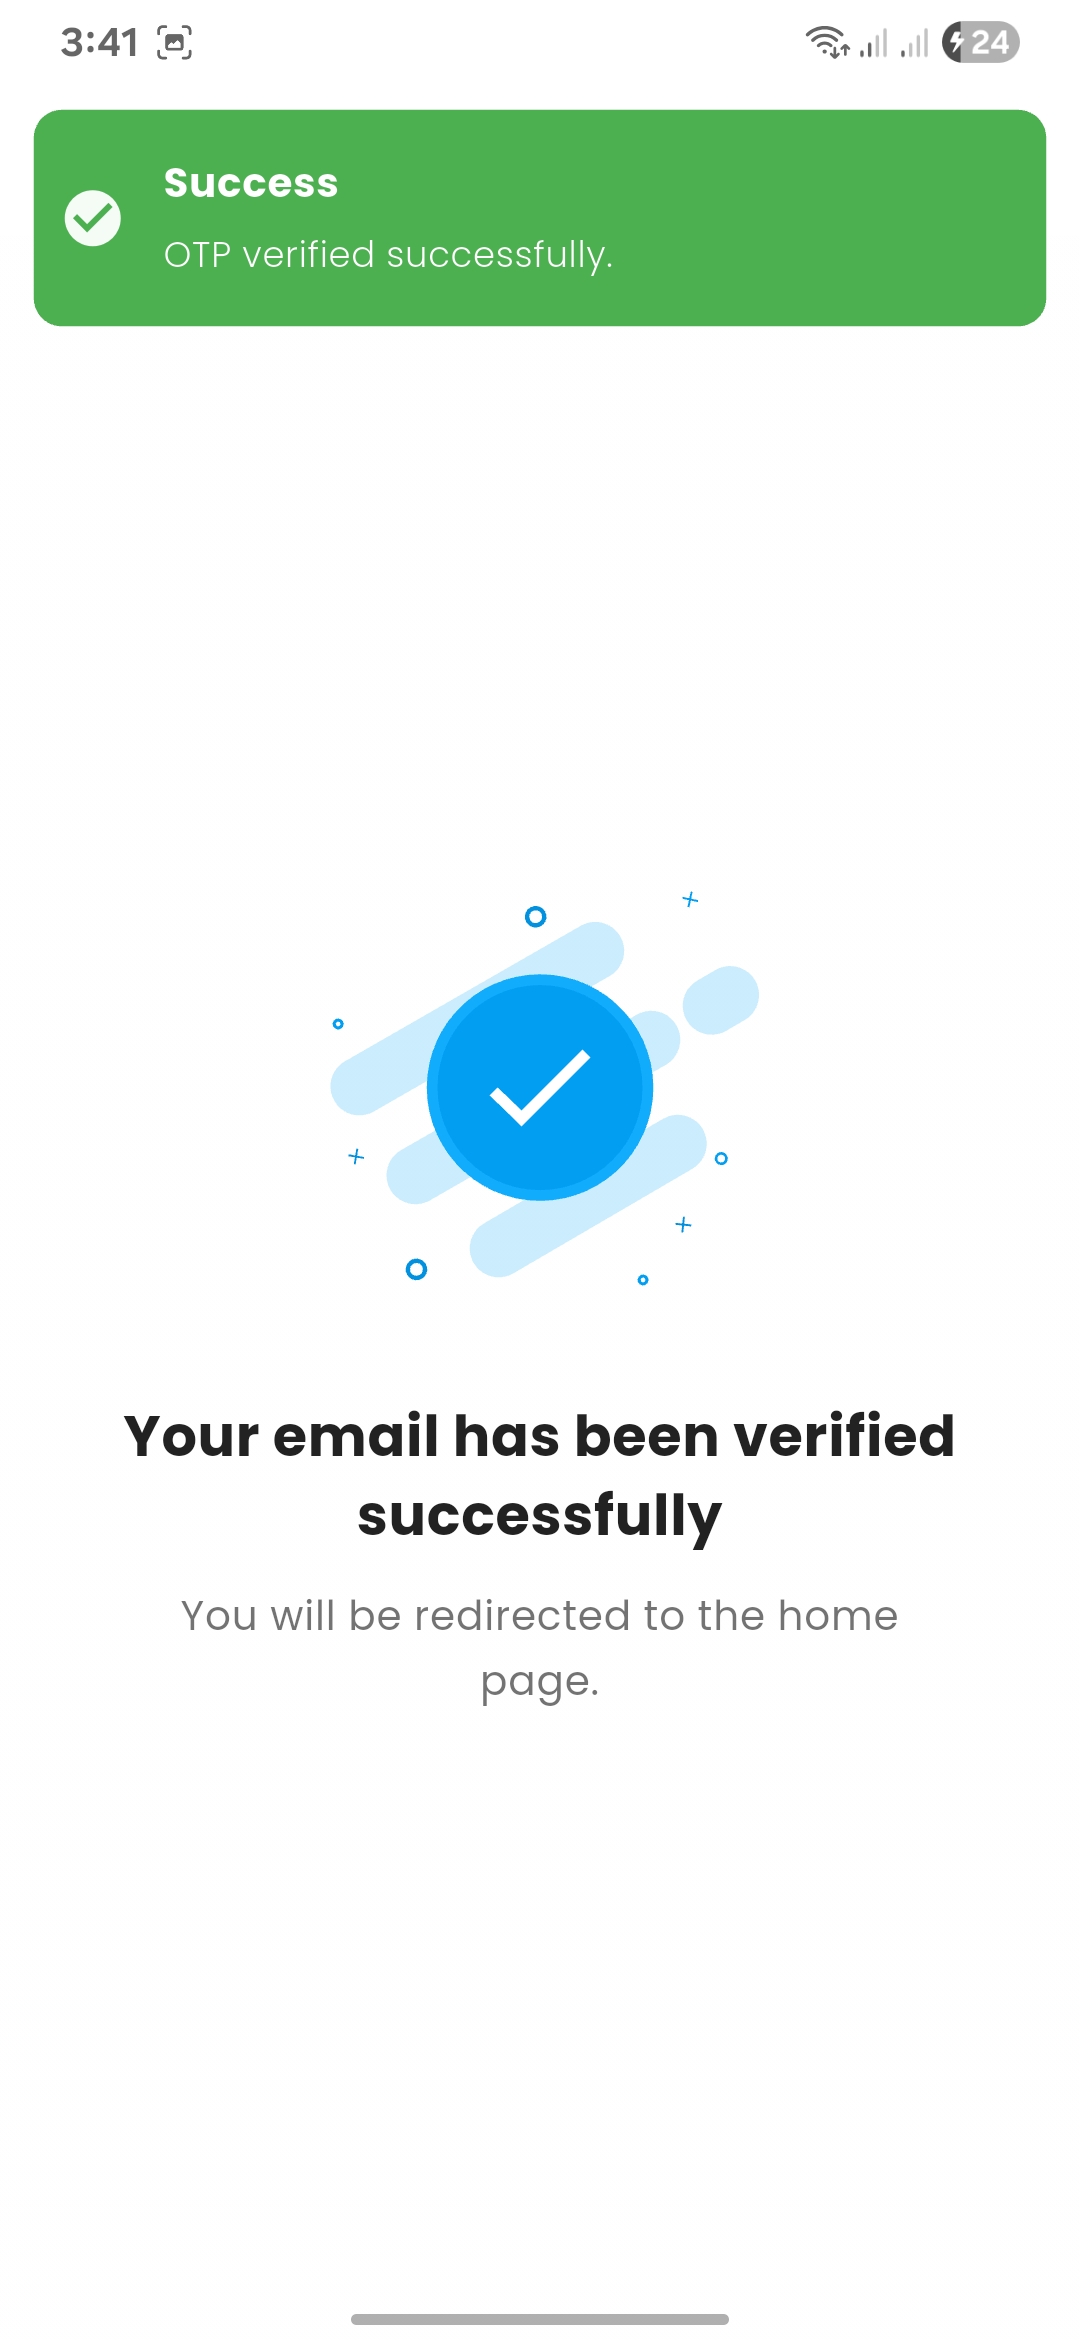 3:41
24
Success
OTP verified successfully.
Your email has been verified
successfully
You will be redirected to the home
page.